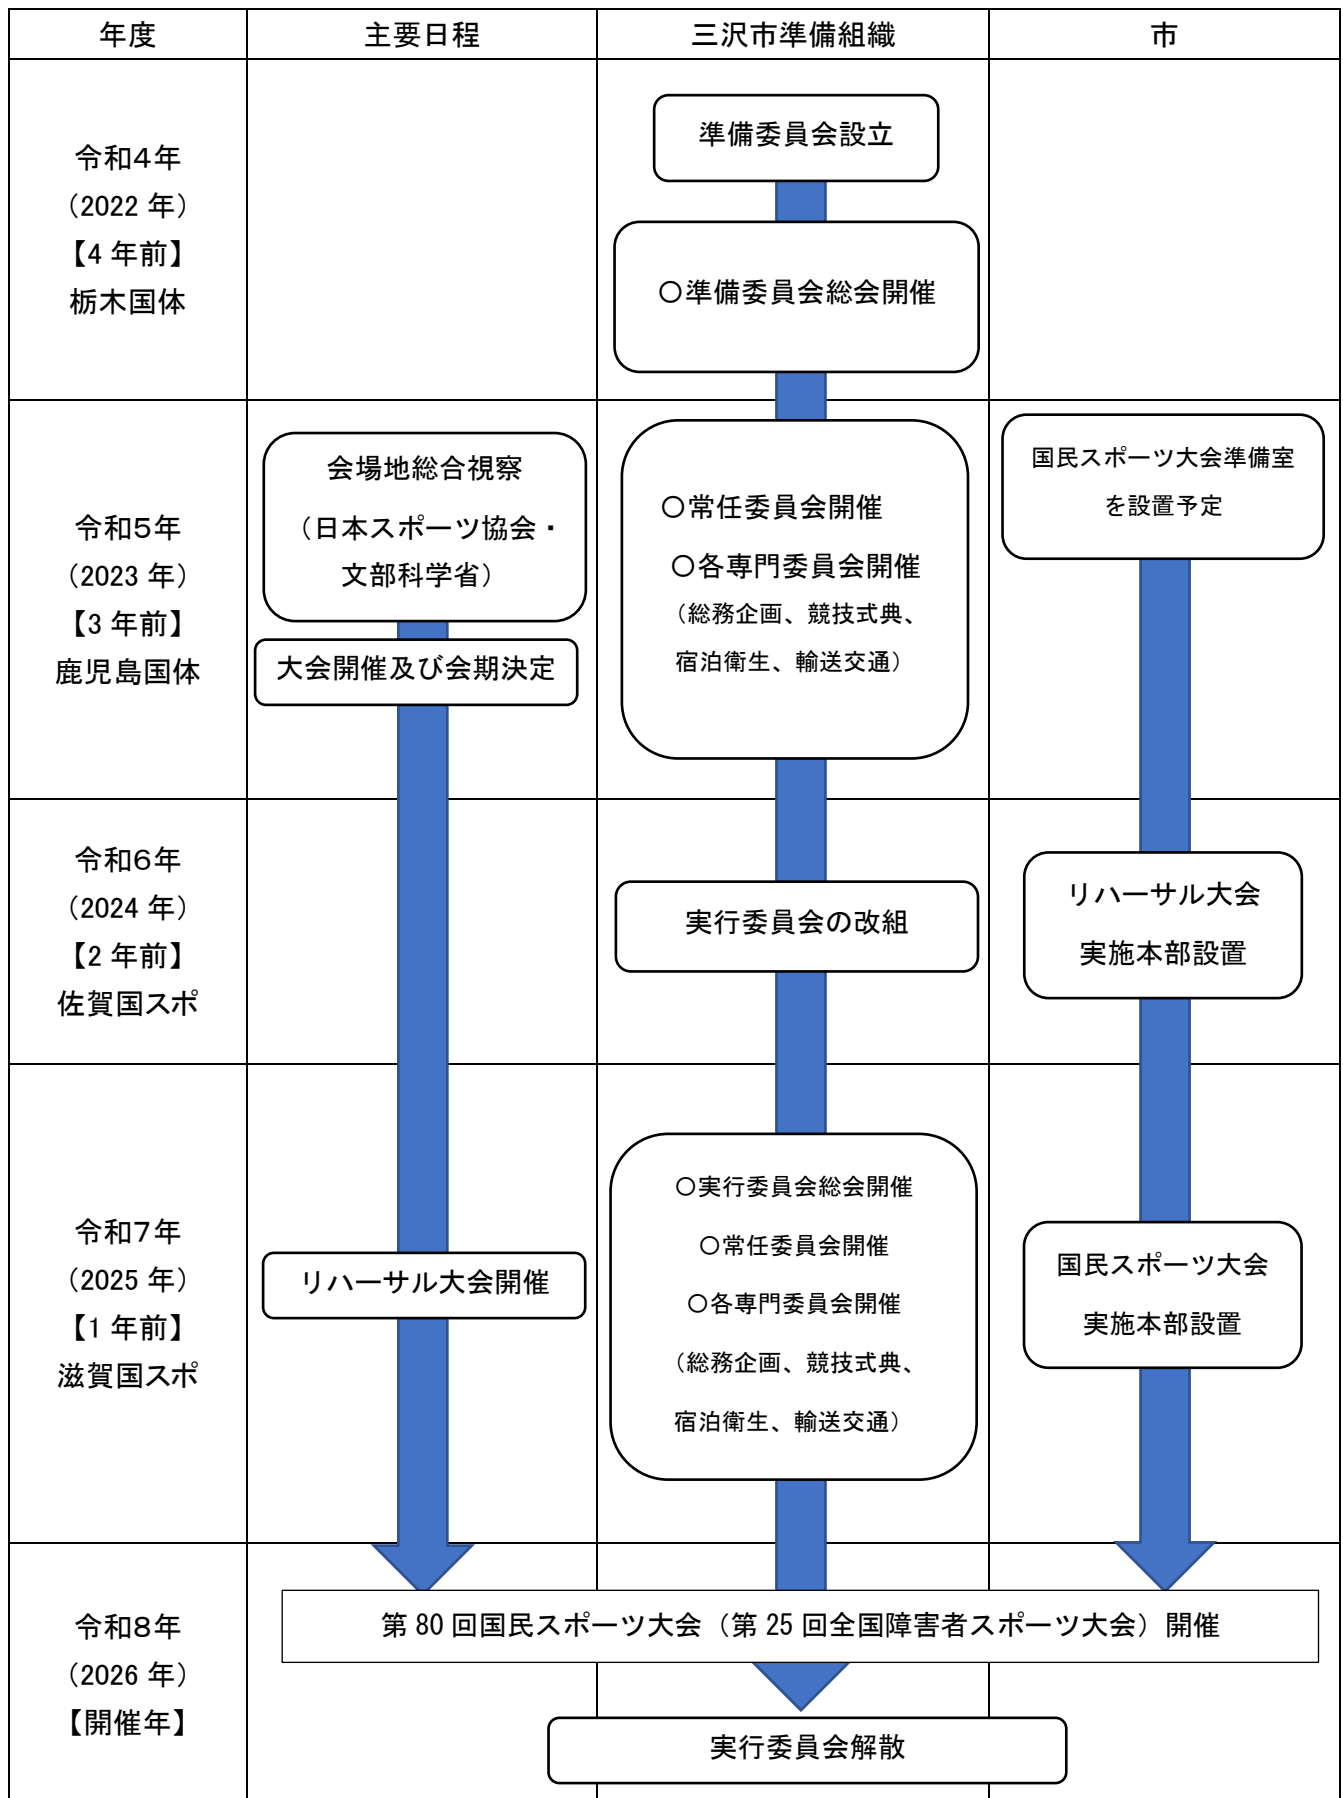 年度
主要日程
三沢市準備組織
市
令和4年
（2022 年）
【4 年前】
栃木国体
準備委員会設立
〇準備委員会総会開催
令和5年
（2023 年）
【3 年前】
鹿児島国体
会場地総合視察
（日本スポーツ協会・
文部科学省）
大会開催及び会期決定
〇常任委員会開催
〇各専門委員会開催
（総務企画、競技式典、
宿泊衛生、輸送交通）
国民スポーツ大会準備室
を設置予定
令和6年
（2024 年）
【2 年前】
佐賀国スポ
実行委員会の改組
リハーサル大会
実施本部設置
令和7年
（2025 年）
【1 年前】
滋賀国スポ
リハーサル大会開催
〇実行委員会総会開催
〇常任委員会開催
〇各専門委員会開催
（総務企画、競技式典、
宿泊衛生、輸送交通）
国民スポーツ大会
実施本部設置
令和8年
（2026 年）
【開催年】
第 80 回国民スポーツ大会（第 25 回全国障害者スポーツ大会）開催
実行委員会解散